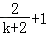 2/(k+2) + 1